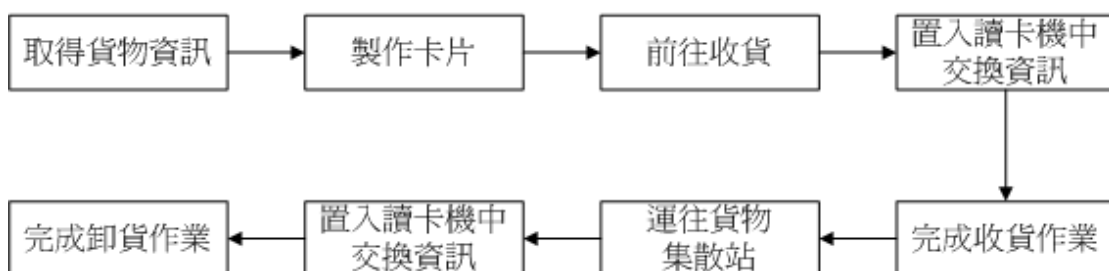 取得貨物資訊
製作卡片
前往收貨
置入讀卡機中
交換資訊
完成收貨作業
運往貨物
集散站
置入讀卡機中
交換資訊
完成卸貨作業